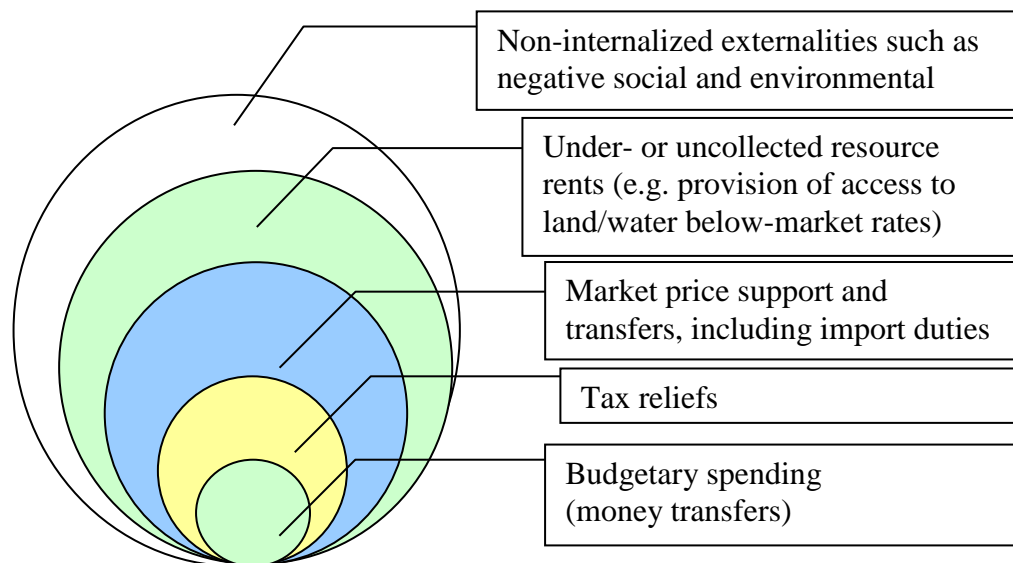 Non-internalized externalities such as
negative social and environmental
Under- or uncollected resource
rents (e.g. provision of access to
land/water below-market rates)
Market price support and
transfers, including import duties
Tax reliefs
Budgetary spending
(money transfers)